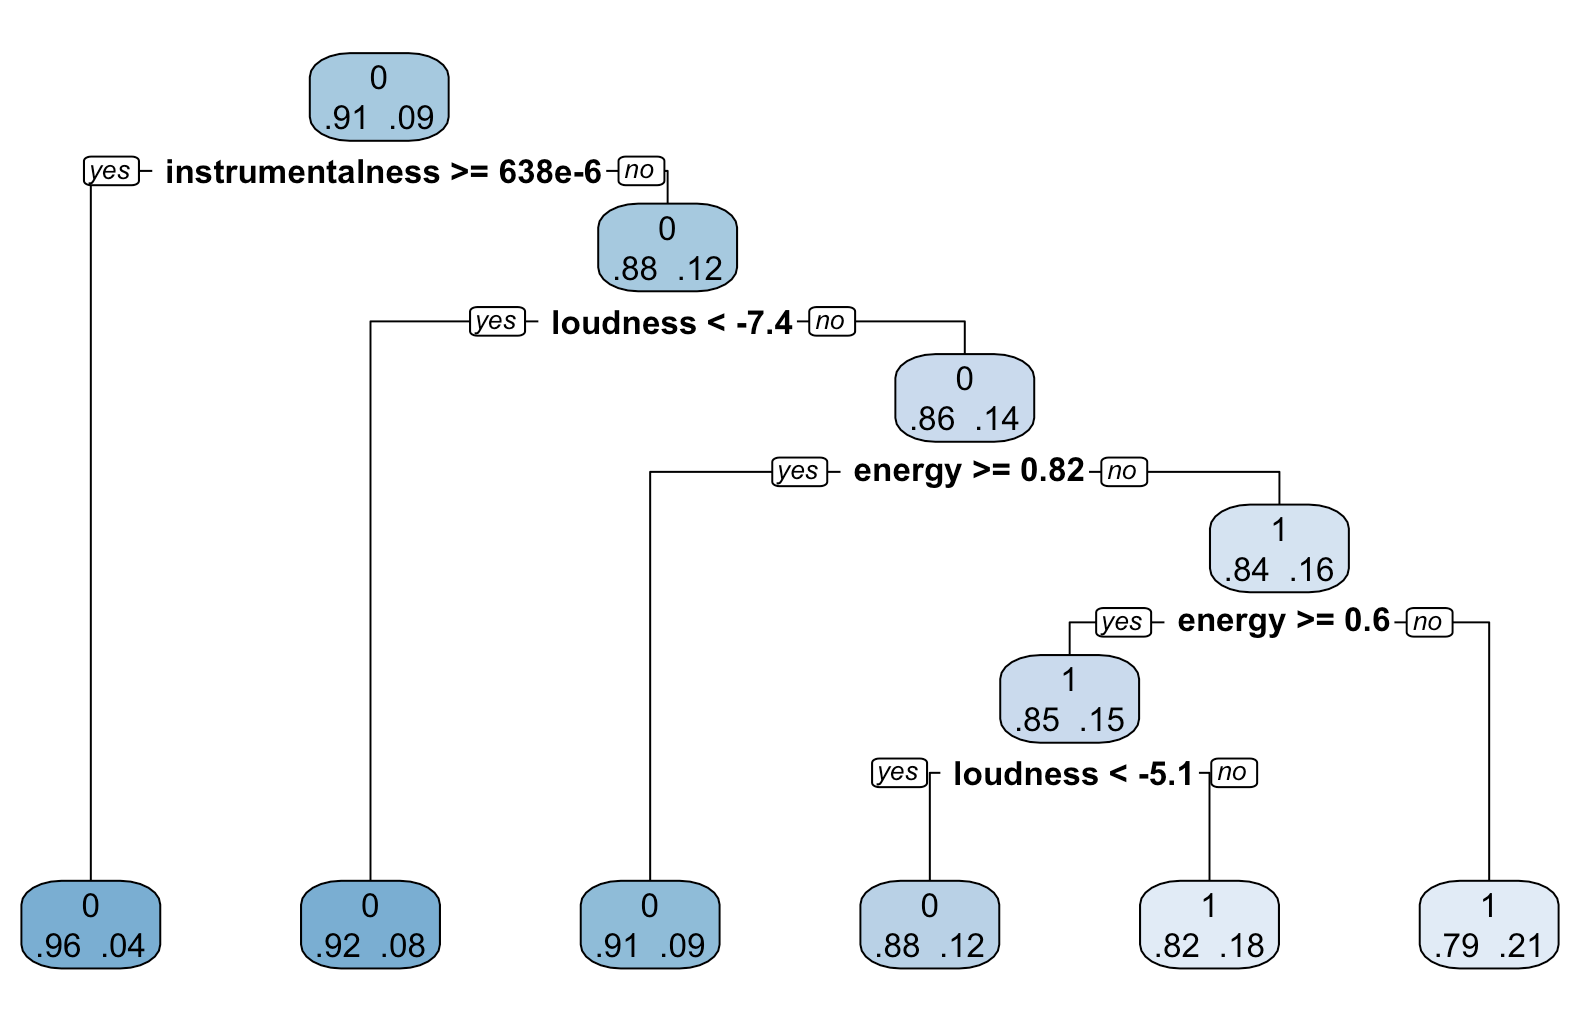 0
.91 .09
yes instrumentalness >= 638e-6 no
0
.88 .12
yes loudness < -7.4 no
0
.86 .14
yes energy >= 0.82 no
1
.84 .16
yes energy >= 0.6 no
1
.85 .15
yes loudness < -5.1 no
0 0 0 0 1 1
.96 .04 .92 .08 .91 .09 .88 .12 .82 .18 .79 .21